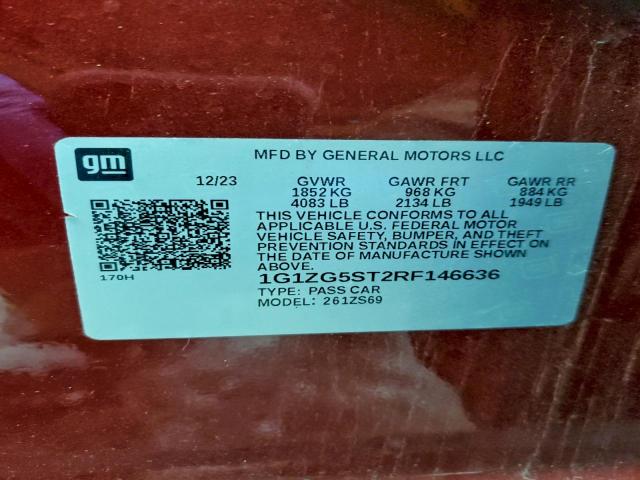 gm
MFD BY GENERAL MOTORS LLC
12/23 GVWR GAWR FRT GAWR RR
1852 KG 968 KG 884 KG
4083 LB 2134 LB 1949 LB
THIS VEHICLE CONFORMS TO ALL
APPLICABLE U.S. FEDERAL MOTOR
VEHICLE SAFETY, BUMPER, AND THEFT
PREVENTION STANDARDS IN EFFECT ON
THE DATE OF MANUFACTURE SHOWN
ABOVE.
170H
1G1ZG5ST2RF146636
TYPE: PASS CAR
MODEL: 261ZS69